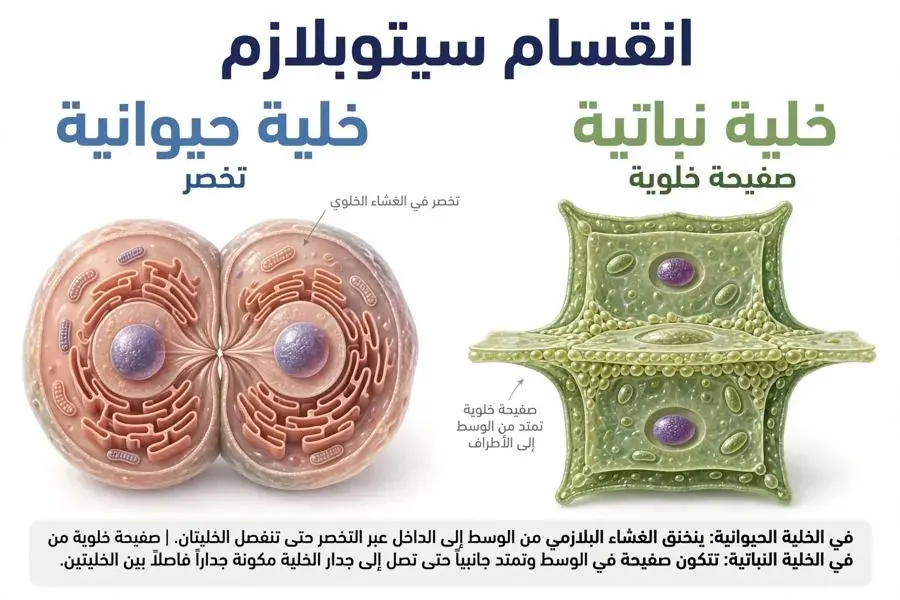 انقسام سيتوبلازم
خلية نباتية
صفيحة خلوية
خلية حيوانية
تخصر
تخصر في الغشاء الخلوي
صفيحة خلوية
تمتد من الوسط
إلى الأطراف
في الخلية الحيوانية: ينخنق الغشاء البلازمي من الوسط إلى الداخل عبر التخصر حتى تنفصل الخليتان. | صفيحة خلوية من
في الخلية النباتية: تتكون صفيحة في الوسط وتمتد جانبياً حتى تصل إلى جدار الخلية مكونة جداراً فاصلاً بين الخليتين.